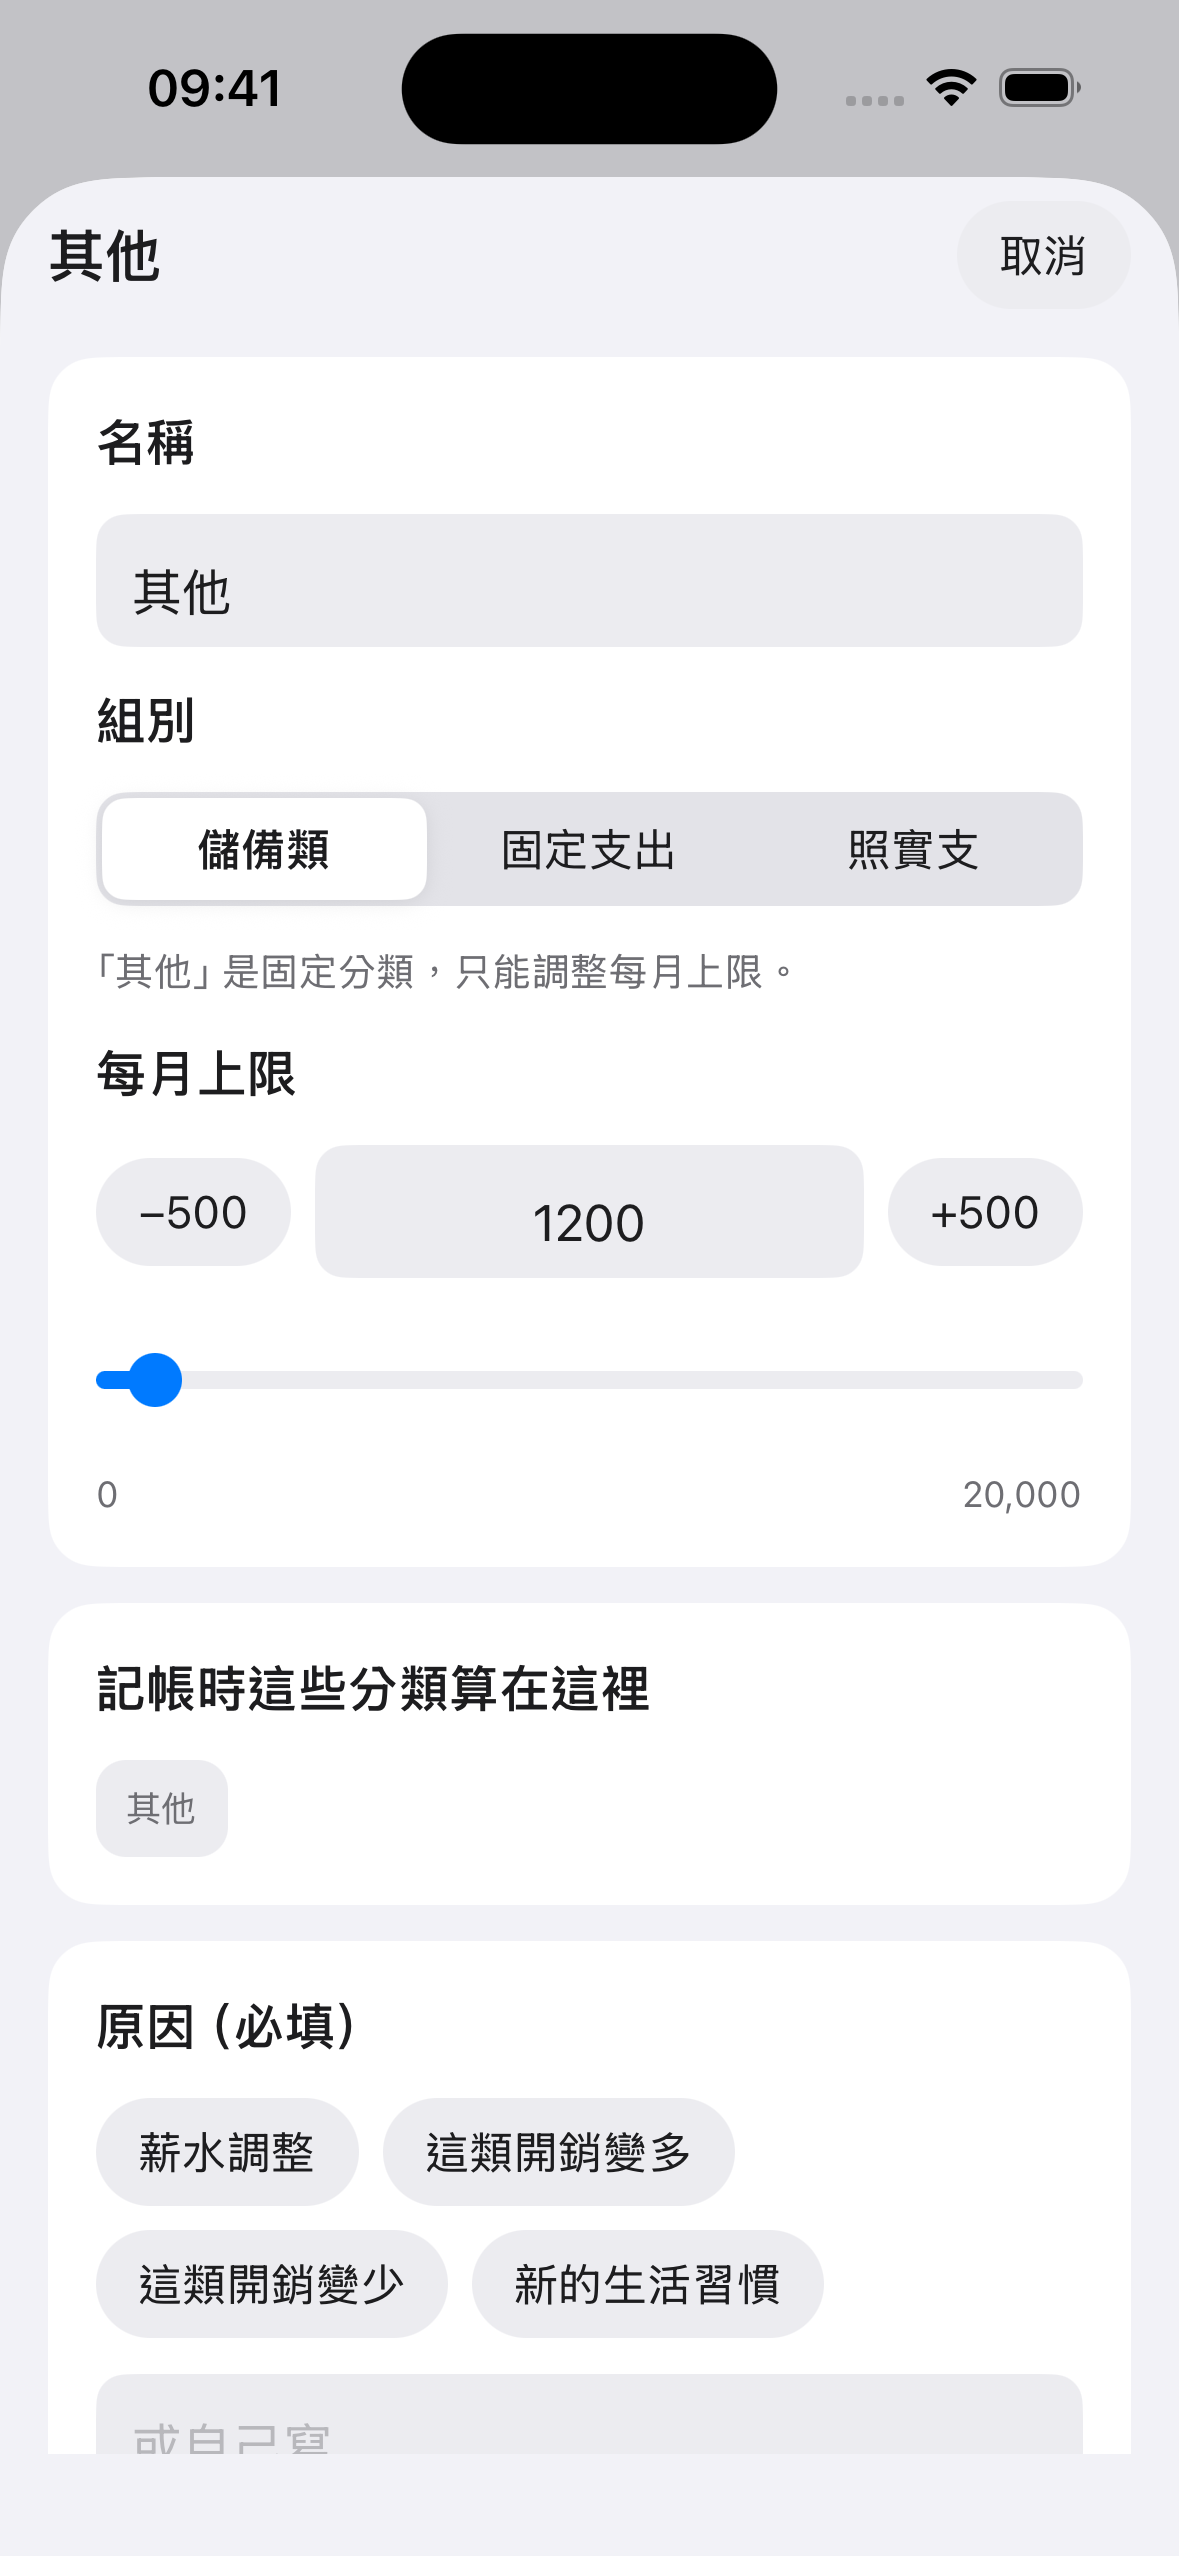 09:41
其他
取消
名稱
其他
組別
儲備類
固定支出
照實支
「其他」是固定分類，只能調整每月上限。
每月上限
−500
1200
+500
0
20,000
記帳時這些分類算在這裡
其他
原因（必填）
薪水調整
這類開銷變多
這類開銷變少
新的生活習慣
或自己寫